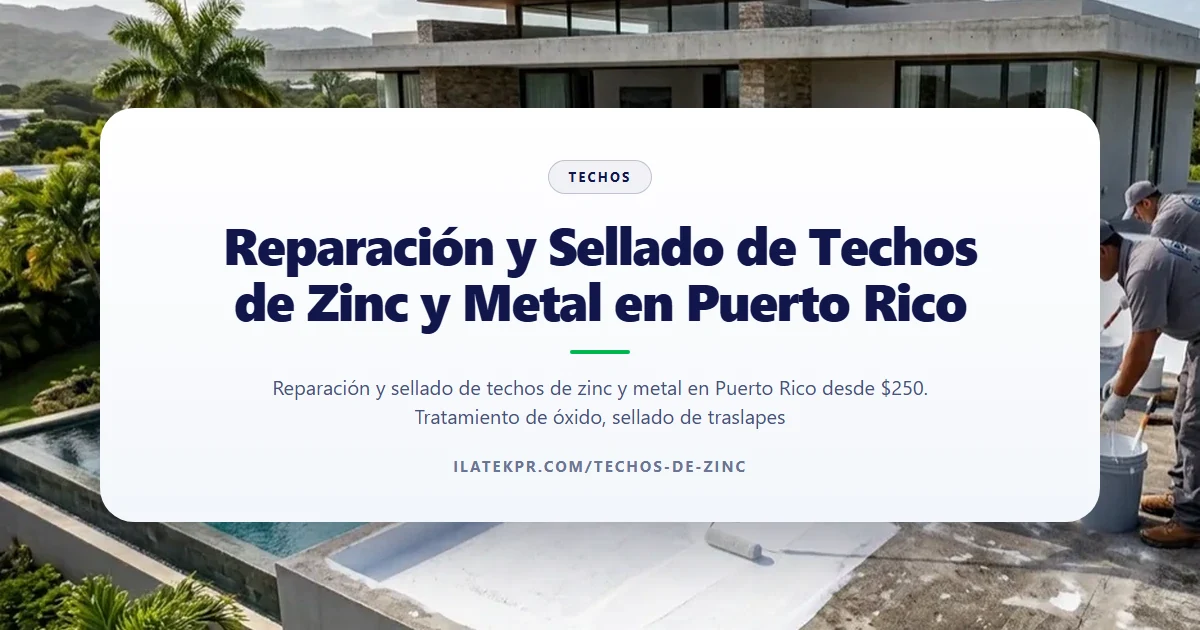 TECHOS
Reparación y Sellado de Techos
de Zinc y Metal en Puerto Rico
Reparación y sellado de techos de zinc y metal en Puerto Rico desde $250.
Tratamiento de óxido, sellado de traslapes
ILATEKPR.COM/TECHOS-DE-ZINC